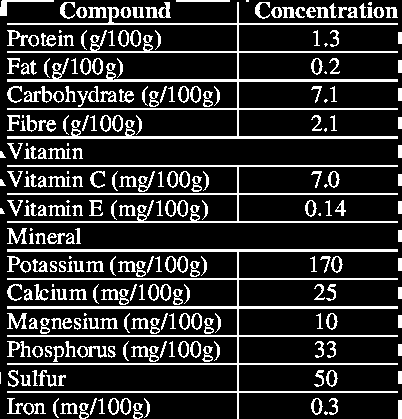 Compound Concentration
Protein (g/100g) 1.3
Fat (g/100g) 0.2
Carbohydrate (g/100g) 7.1
Fibre (g/100g) 2.1
Vitamin
Vitamin C (mg/100g) 7.0
Vitamin E (mg/100g) 0.14
Mineral
Potassium (mg/100g) 170
Calcium (mg/100g) 25
Magnesium (mg/100g) 10
Phosphorus (mg/100g) 33
Sulfur 50
Iron (mg/100g) 0.3